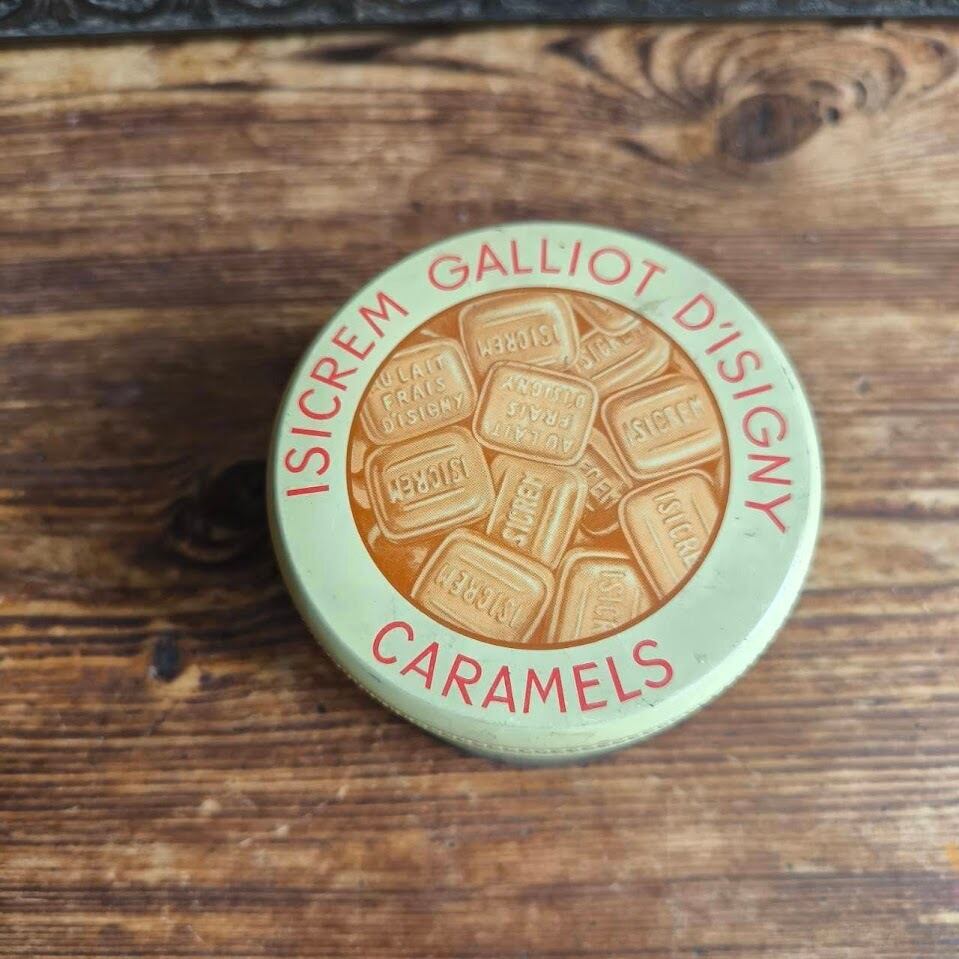 ISICREM GALLIOT D'ISIGNY
ISICREM
ISICREM
AU LAIT
FRAIS
D'ISIGNY
AU LAIT
FRAIS
D'ISIGNY
ISICREM
ISICREM
ISICREM
ISICREM
CARAMELS